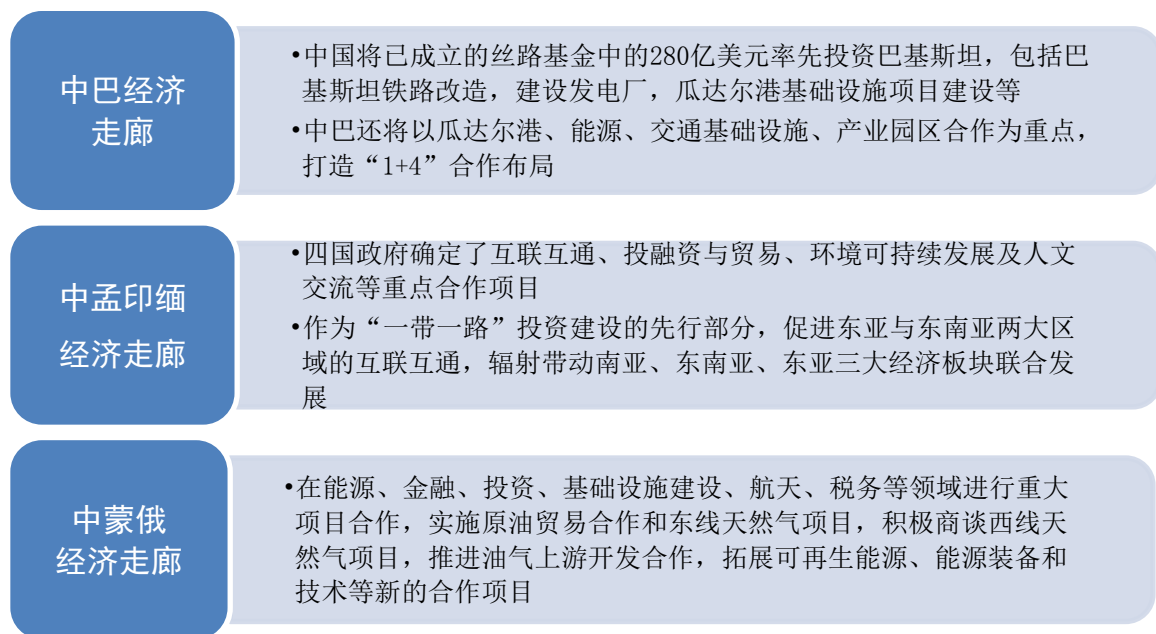 中巴经济
走廊
•中国将已成立的丝路基金中的280亿美元率先投资巴基斯坦，包括巴
基斯坦铁路改造，建设发电厂，瓜达尔港基础设施项目建设等
•中巴还将以瓜达尔港、能源、交通基础设施、产业园区合作为重点，
打造“1+4”合作布局
中孟印缅
经济走廊
•四国政府确定了互联互通、投融资与贸易、环境可持续发展及人文
交流等重点合作项目
•作为“一带一路”投资建设的先行部分，促进东亚与东南亚两大区
域的互联互通，辐射带动南亚、东南亚、东亚三大经济板块联合发
展
中蒙俄
经济走廊
•在能源、金融、投资、基础设施建设、航天、税务等领域进行重大
项目合作，实施原油贸易合作和东线天然气项目，积极商谈西线天
然气项目，推进油气上游开发合作，拓展可再生能源、能源装备和
技术等新的合作项目